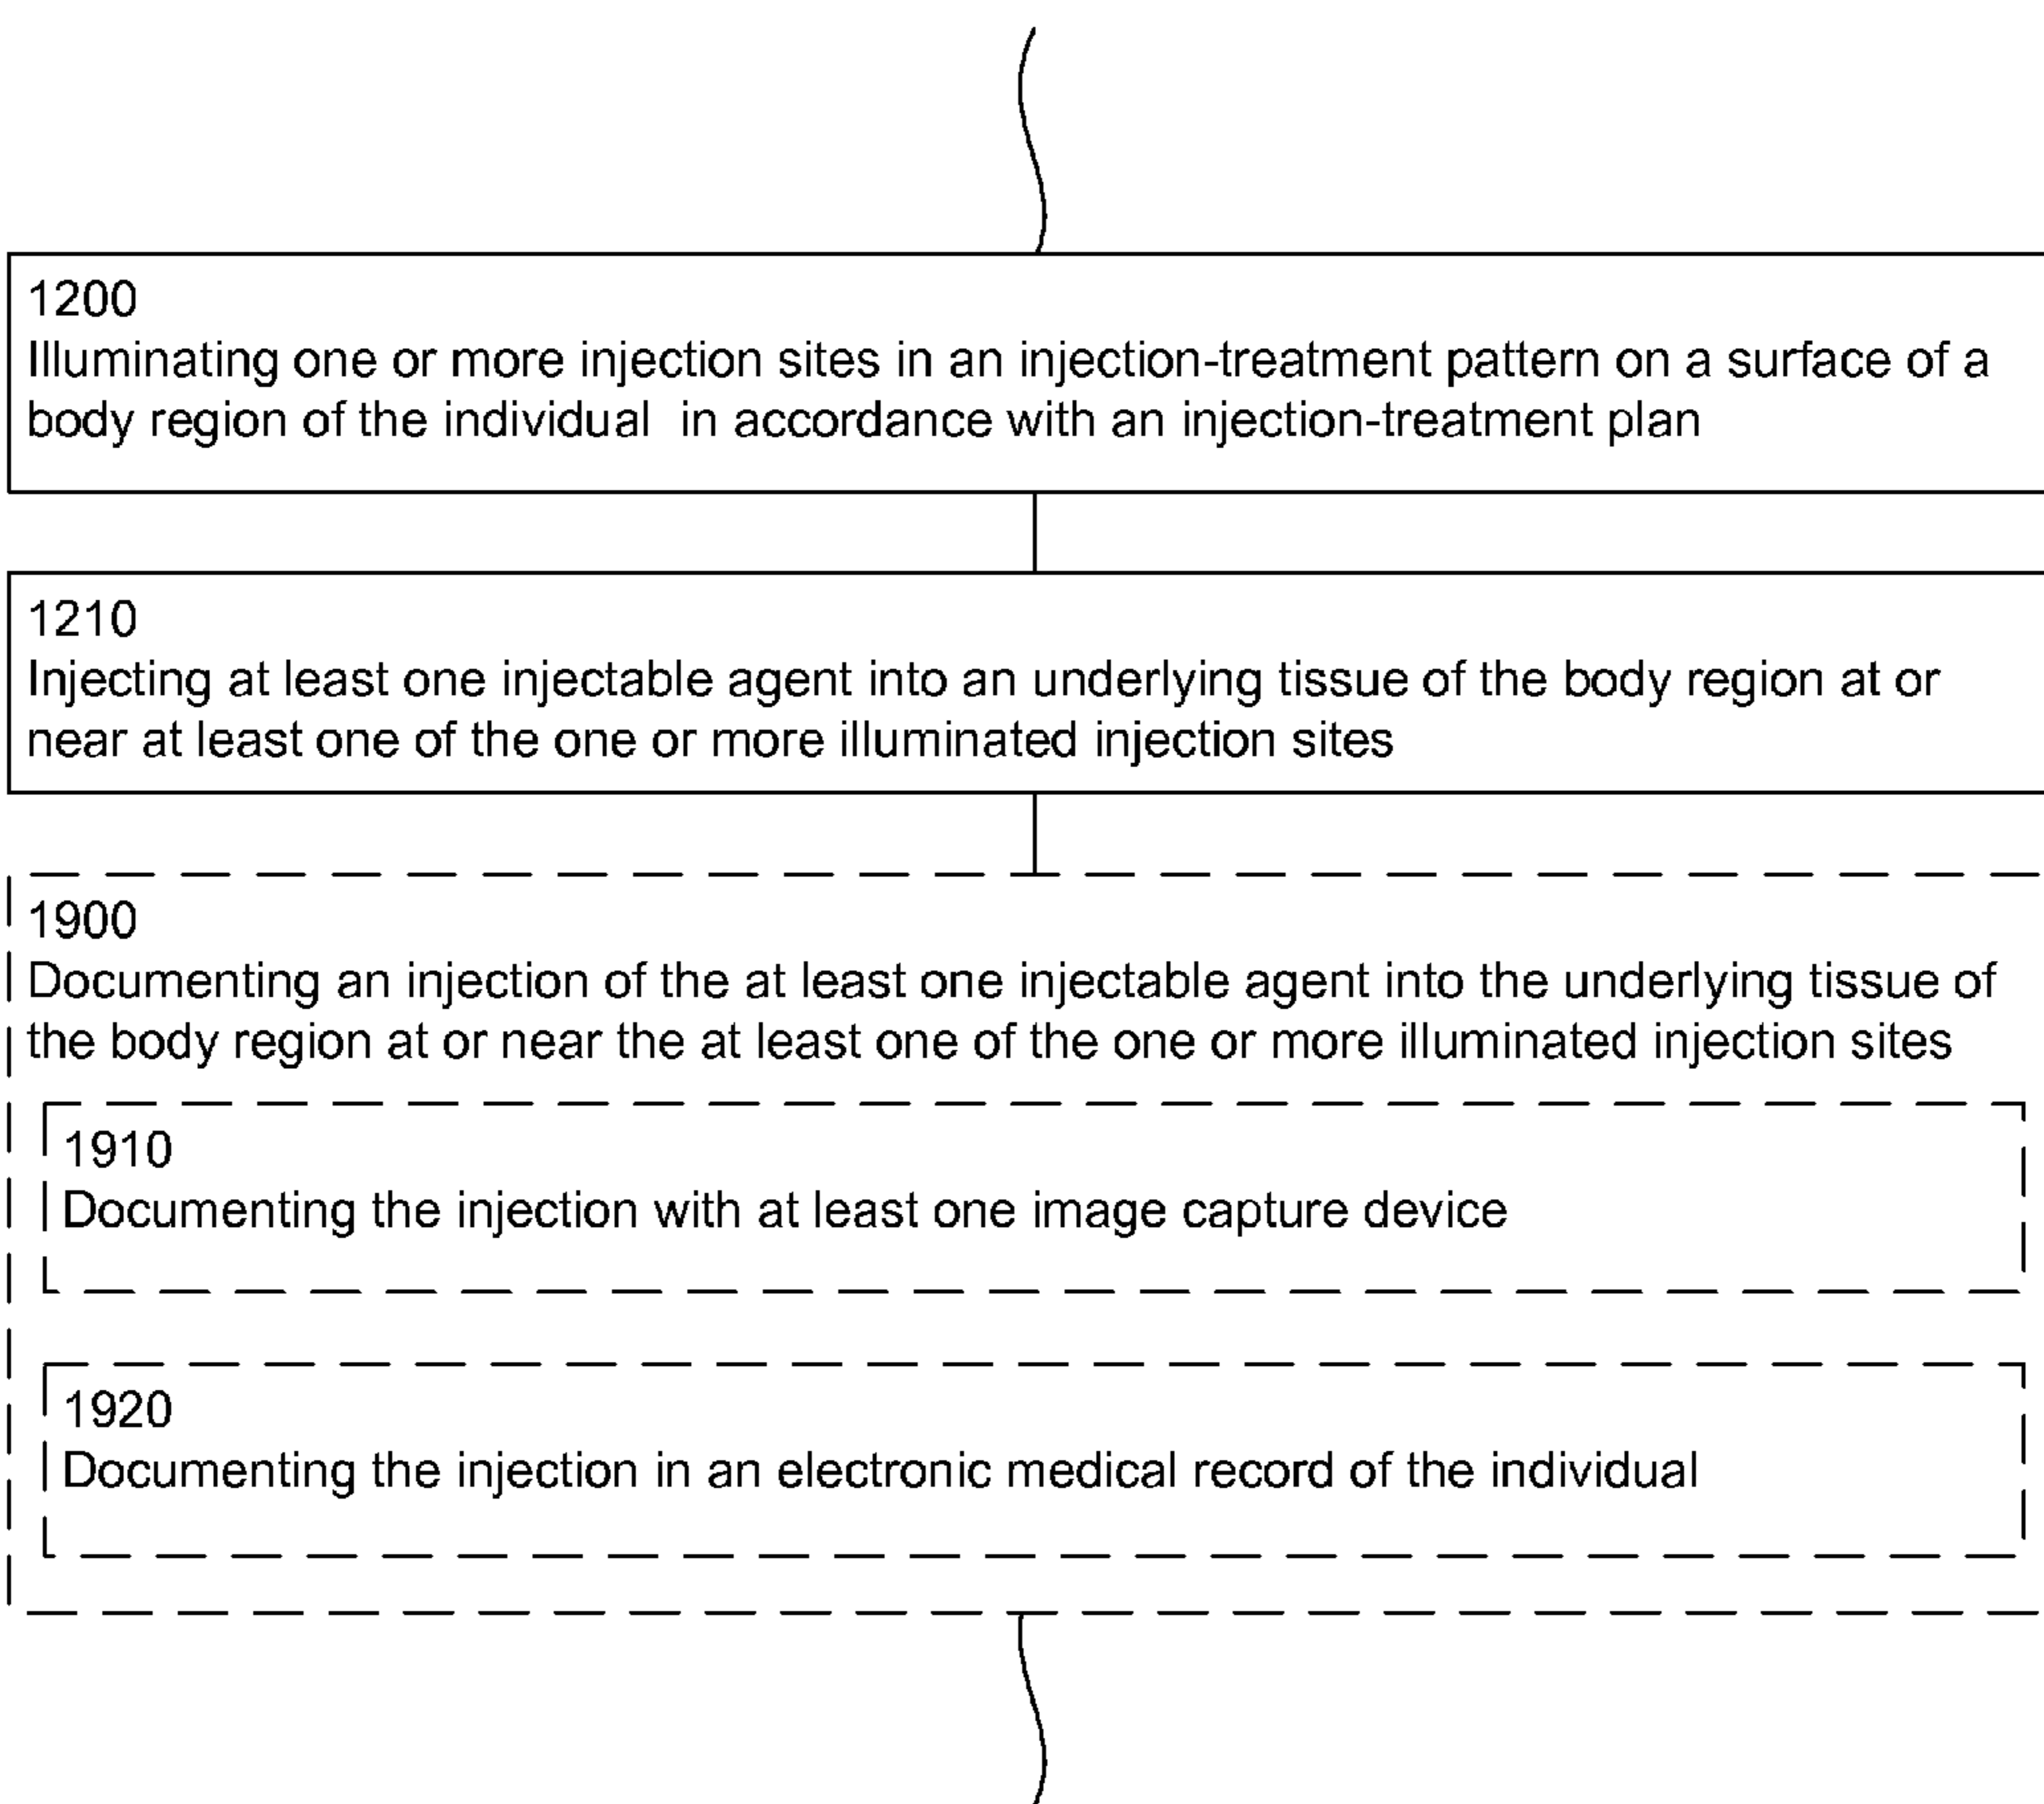 1200
Illuminating one or more injection sites in an injection-treatment pattern on a surface of a
body region of the individual  in accordance with an injection-treatment plan
1210
Injecting at least one injectable agent into an underlying tissue of the body region at or
near at least one of the one or more illuminated injection sites
1900
Documenting an injection of the at least one injectable agent into the underlying tissue of
the body region at or near the at least one of the one or more illuminated injection sites
1910
Documenting the injection with at least one image capture device
1920
Documenting the injection in an electronic medical record of the individual